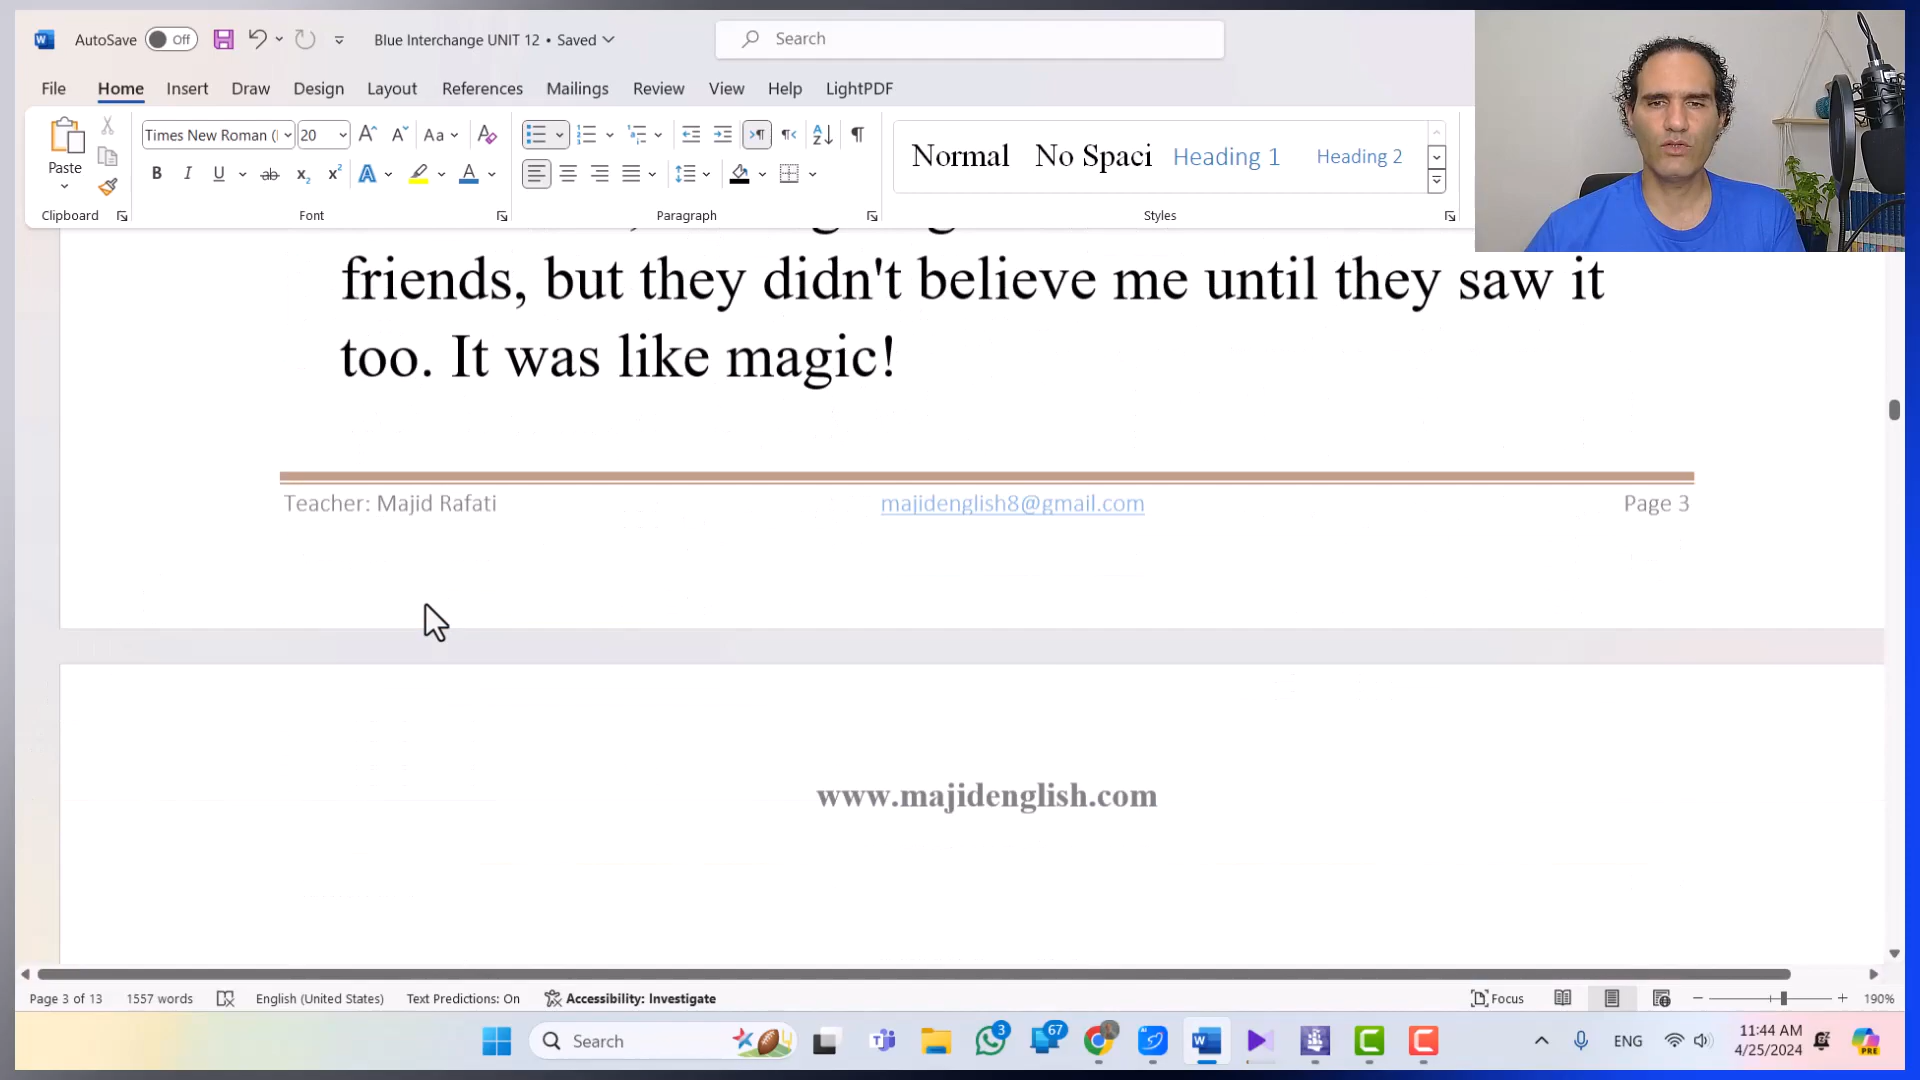 AutoSave Off Blue Interchange UNIT 12 • Saved Search
File Home Insert Draw Design Layout References Mailings Review View Help LightPDF
Paste Times New Roman ( 20 Aa Normal No Spaci Heading 1 Heading 2
Clipboard Font Paragraph Styles
friends, but they didn't believe me until they saw it
too. It was like magic!
Teacher: Majid Rafati majidenglish8@gmail.com Page 3
www.majidenglish.com
Page 3 of 13 1557 words English (United States) Text Predictions: On Accessibility: Investigate Focus 190%
Search 3 67 ENG 11:44 AM
4/25/2024 PRE